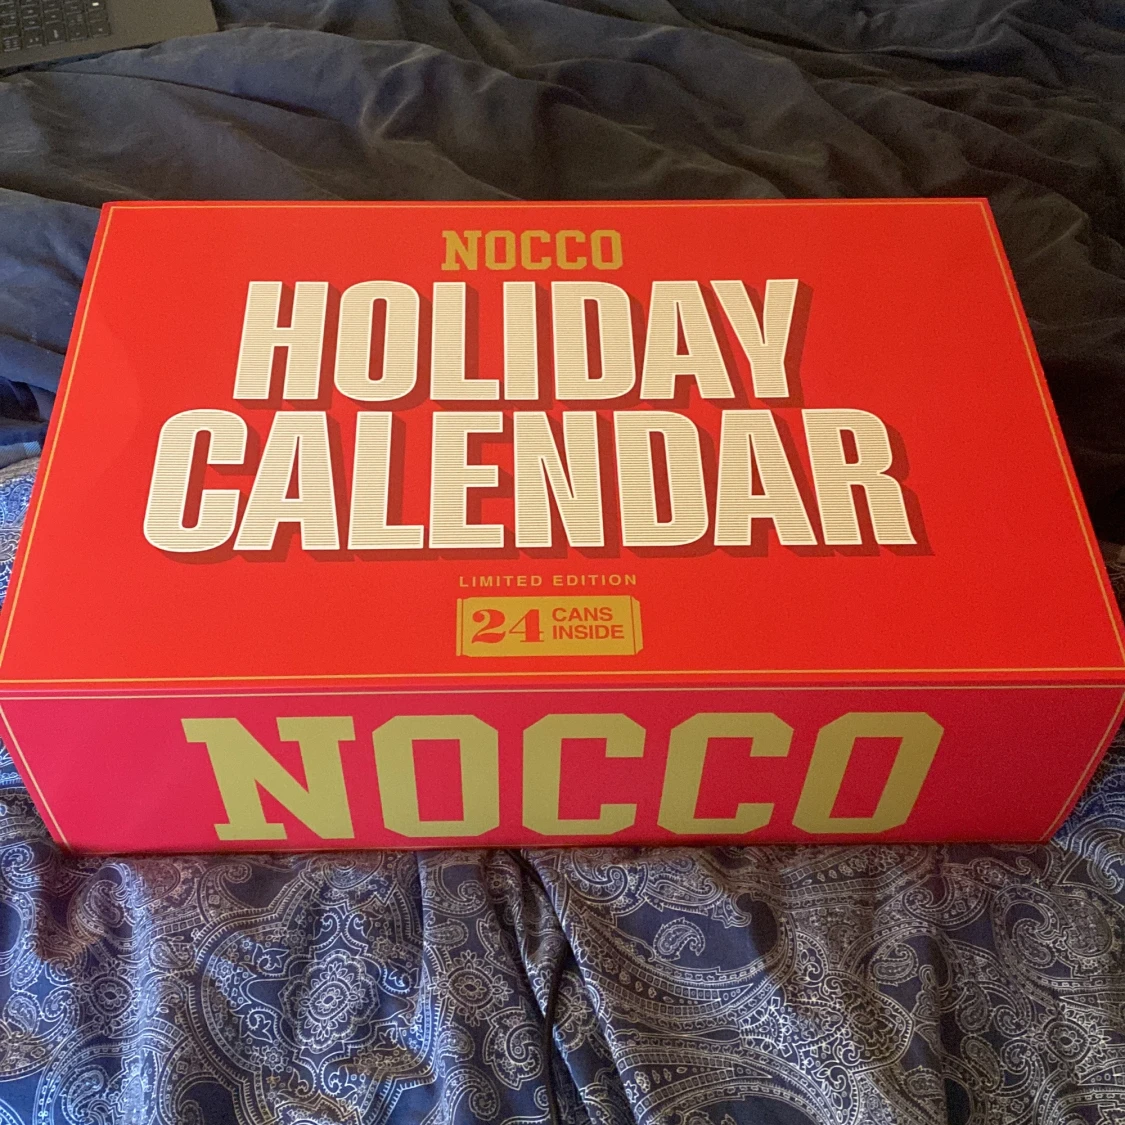 NOCCO
HOLIDAY
CALENDAR
LIMITED EDITION
24 CANS
INSIDE
NOCCO